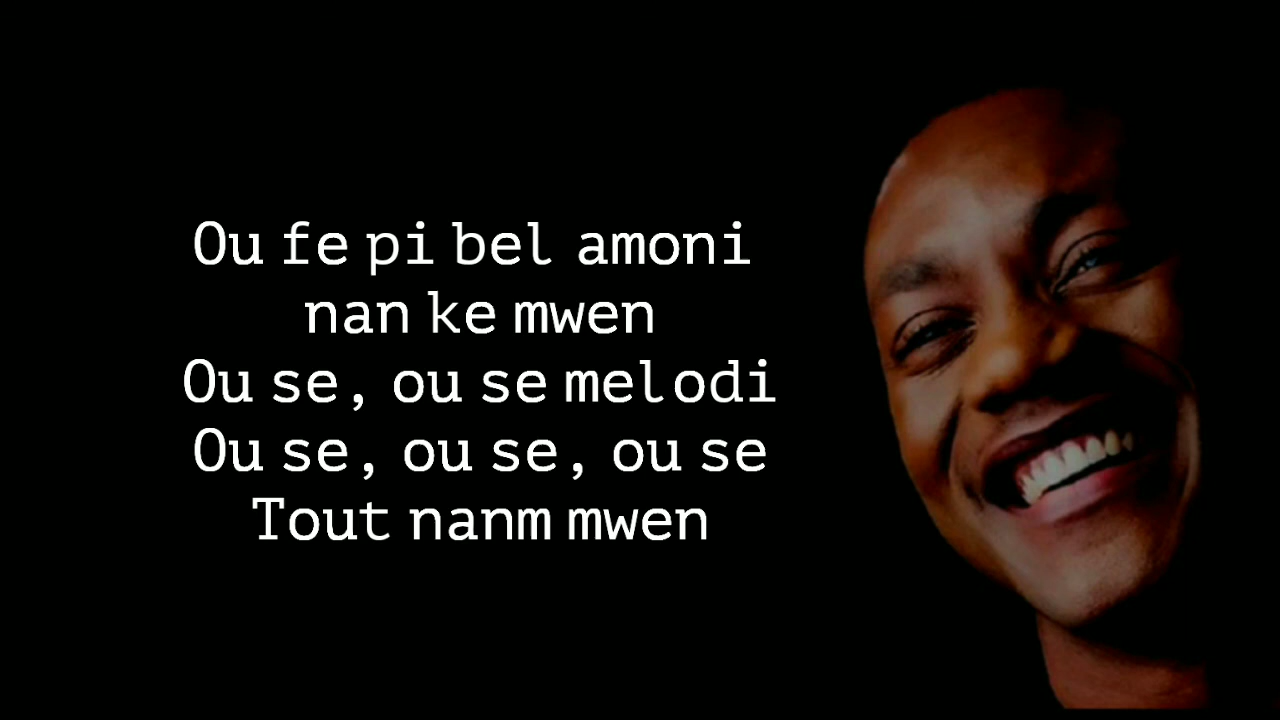 Ou fe pi bel amoni
nan ke mwen
Ou se, ou se melodi
Ou se, ou se, ou se
Tout nanm mwen